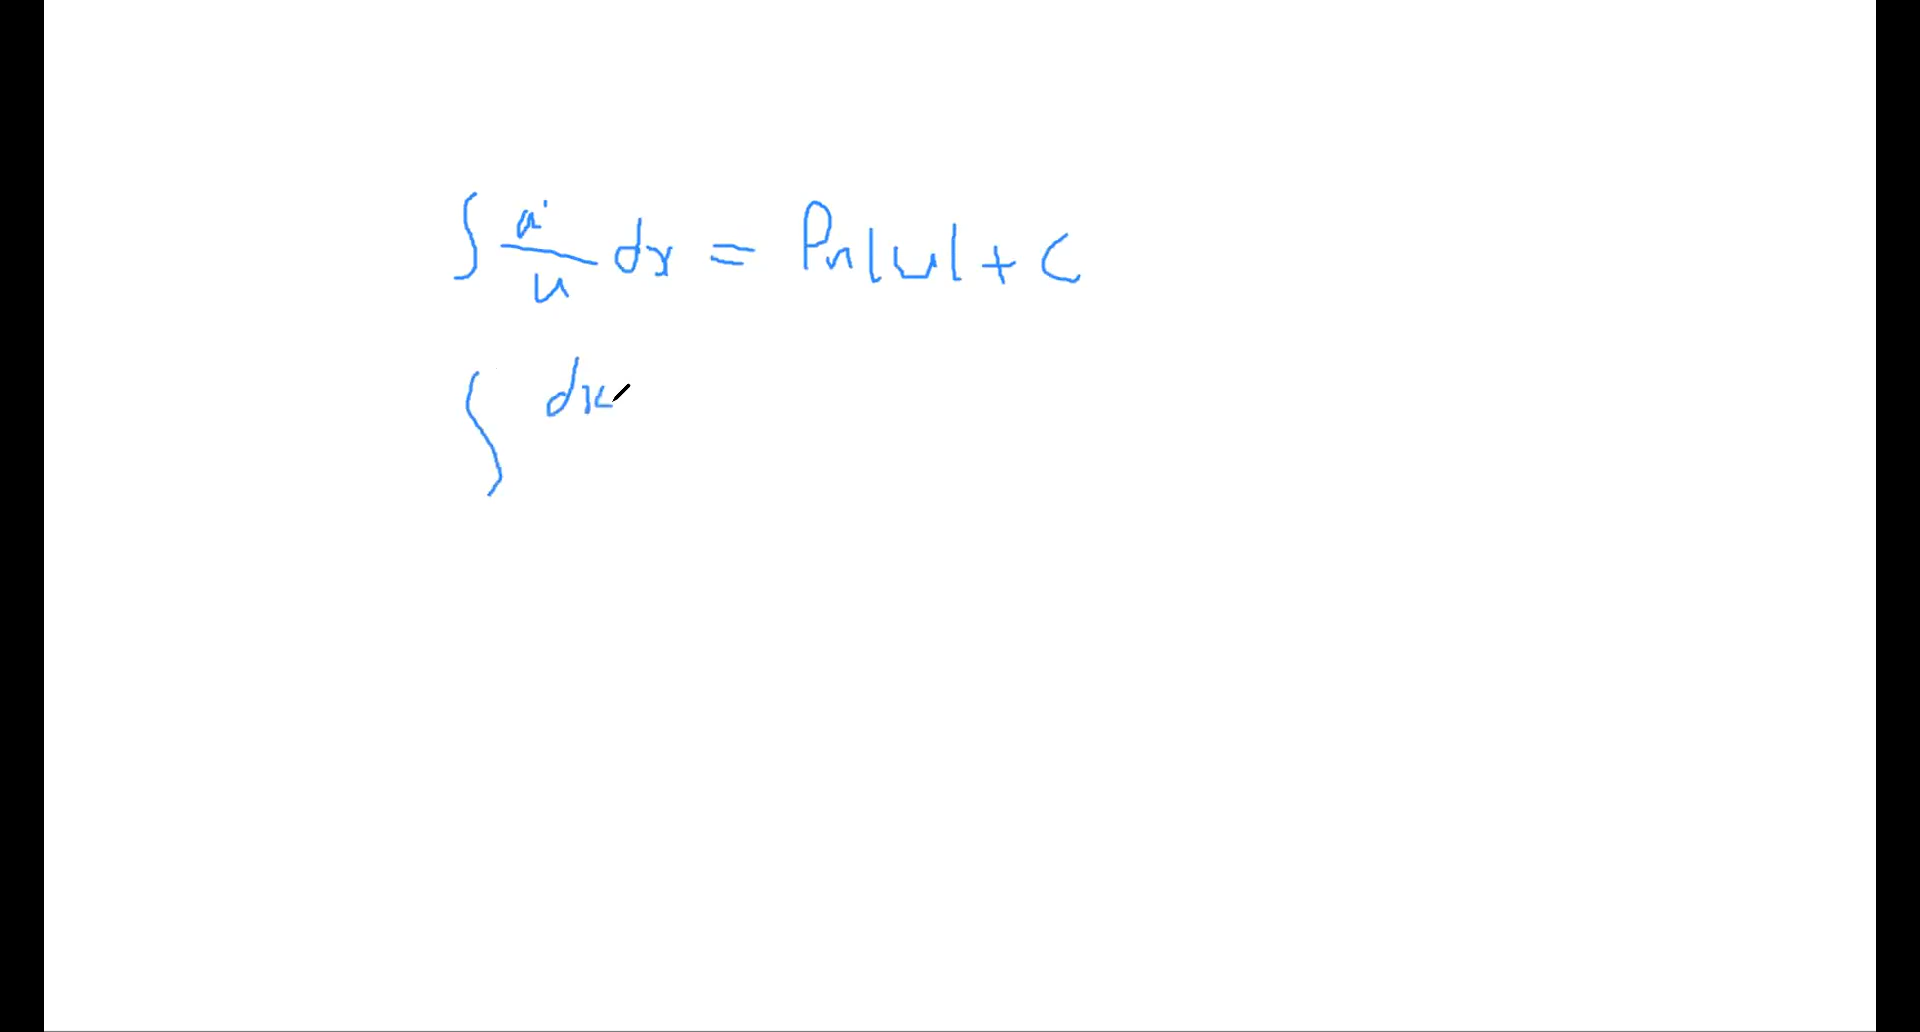 ∫ u'/u dx = ln|u| + c
∫ dx